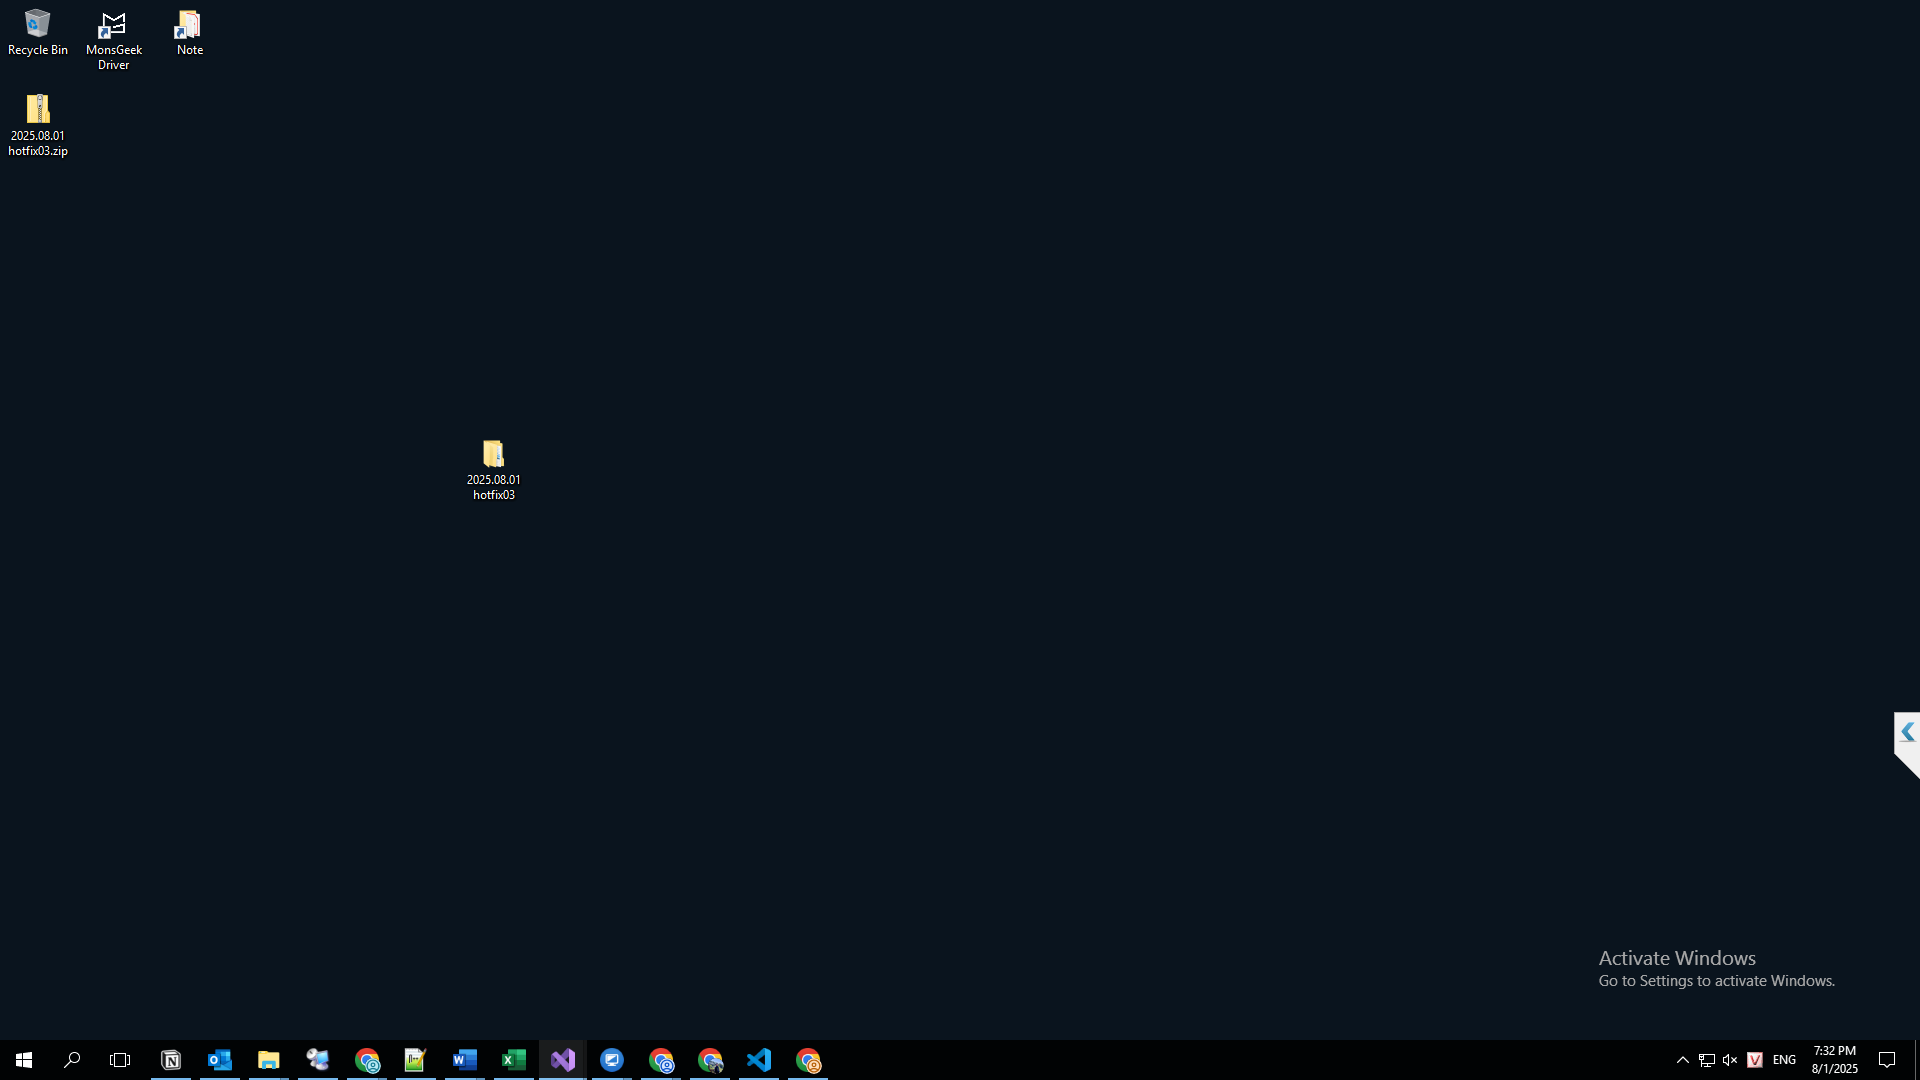 Recycle Bin
MonsGeek
Driver
Note
2025.08.01
hotfix03.zip
2025.08.01
hotfix03
Activate Windows
Go to Settings to activate Windows.
ENG
7:32 PM
8/1/2025